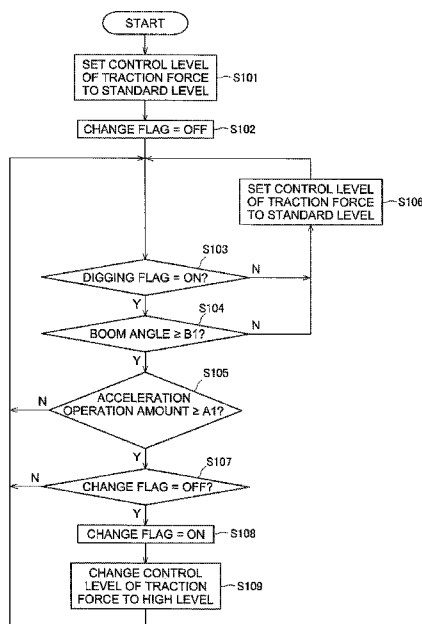 START
SET CONTROL LEVEL
OF TRACTION FORCE
TO STANDARD LEVEL
S101
CHANGE FLAG = OFF
S102
SET CONTROL LEVEL
OF TRACTION FORCE
TO STANDARD LEVEL
S106
S103
DIGGING FLAG = ON?
N
Y
S104
BOOM ANGLE ≥ B1?
N
Y
S105
ACCELERATION
OPERATION AMOUNT ≥ A1?
N
Y
S107
CHANGE FLAG = OFF?
N
Y
S108
CHANGE FLAG = ON
CHANGE CONTROL
LEVEL OF TRACTION
FORCE TO HIGH LEVEL
S109